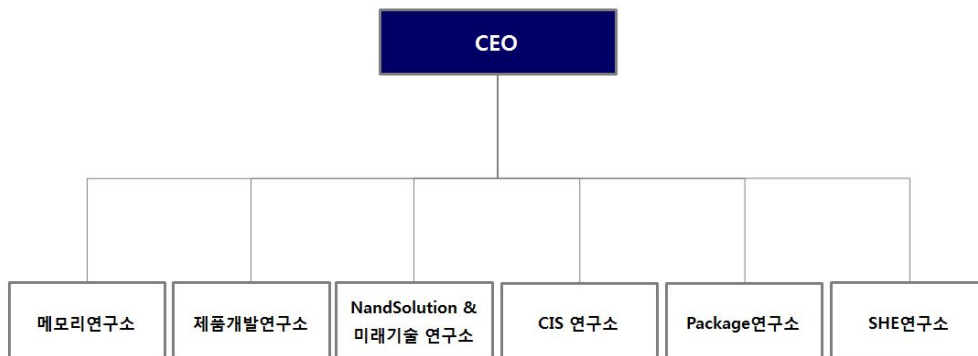 CEO
메모리연구소
제품개발연구소
NandSolution &
미래기술 연구소
CIS 연구소
Package연구소
SHE연구소